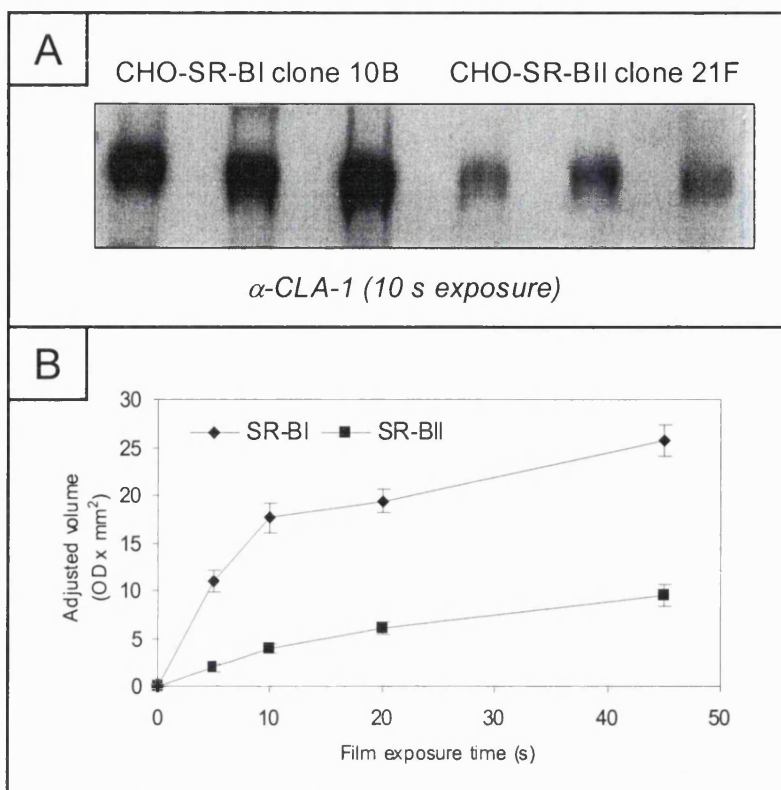 A
CHO-SR-BI clone 10B CHO-SR-BII clone 21F
α-CLA-1 (10 s exposure)
B
30
25
20
15
10
5
0
SR-BI SR-BII
Adjusted volume
(OD x mm²)
0 10 20 30 40 50
Film exposure time (s)